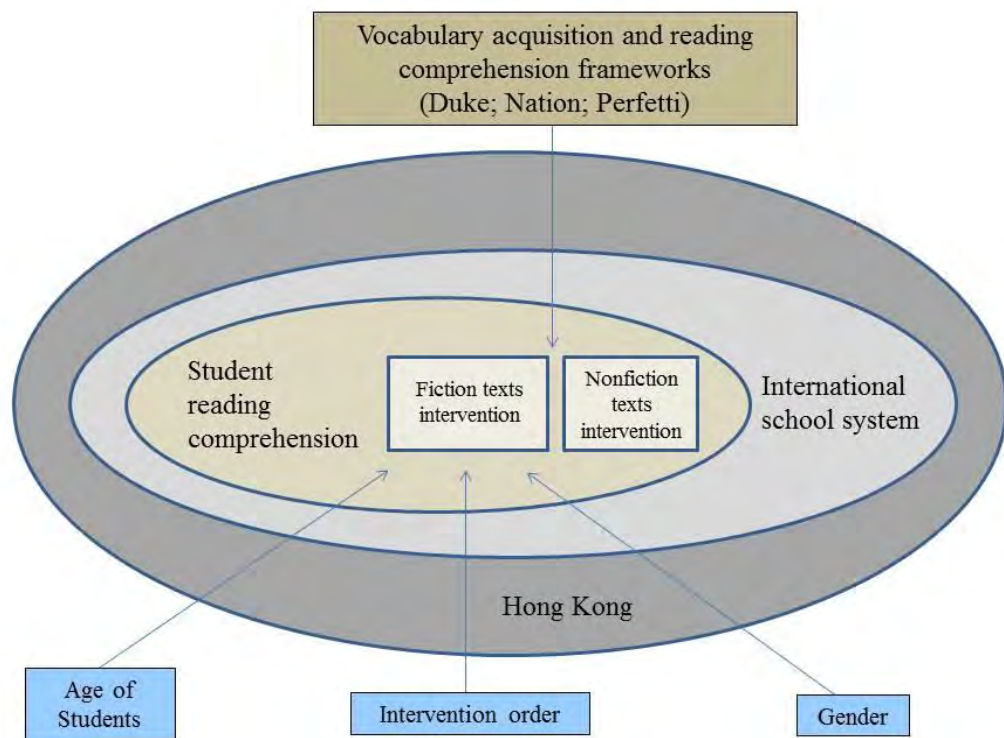 Vocabulary acquisition and reading
comprehension frameworks
(Duke; Nation; Perfetti)
Student
reading
comprehension
Fiction texts
intervention
Nonfiction
texts
intervention
International
school system
Hong Kong
Age of
Students
Intervention order
Gender